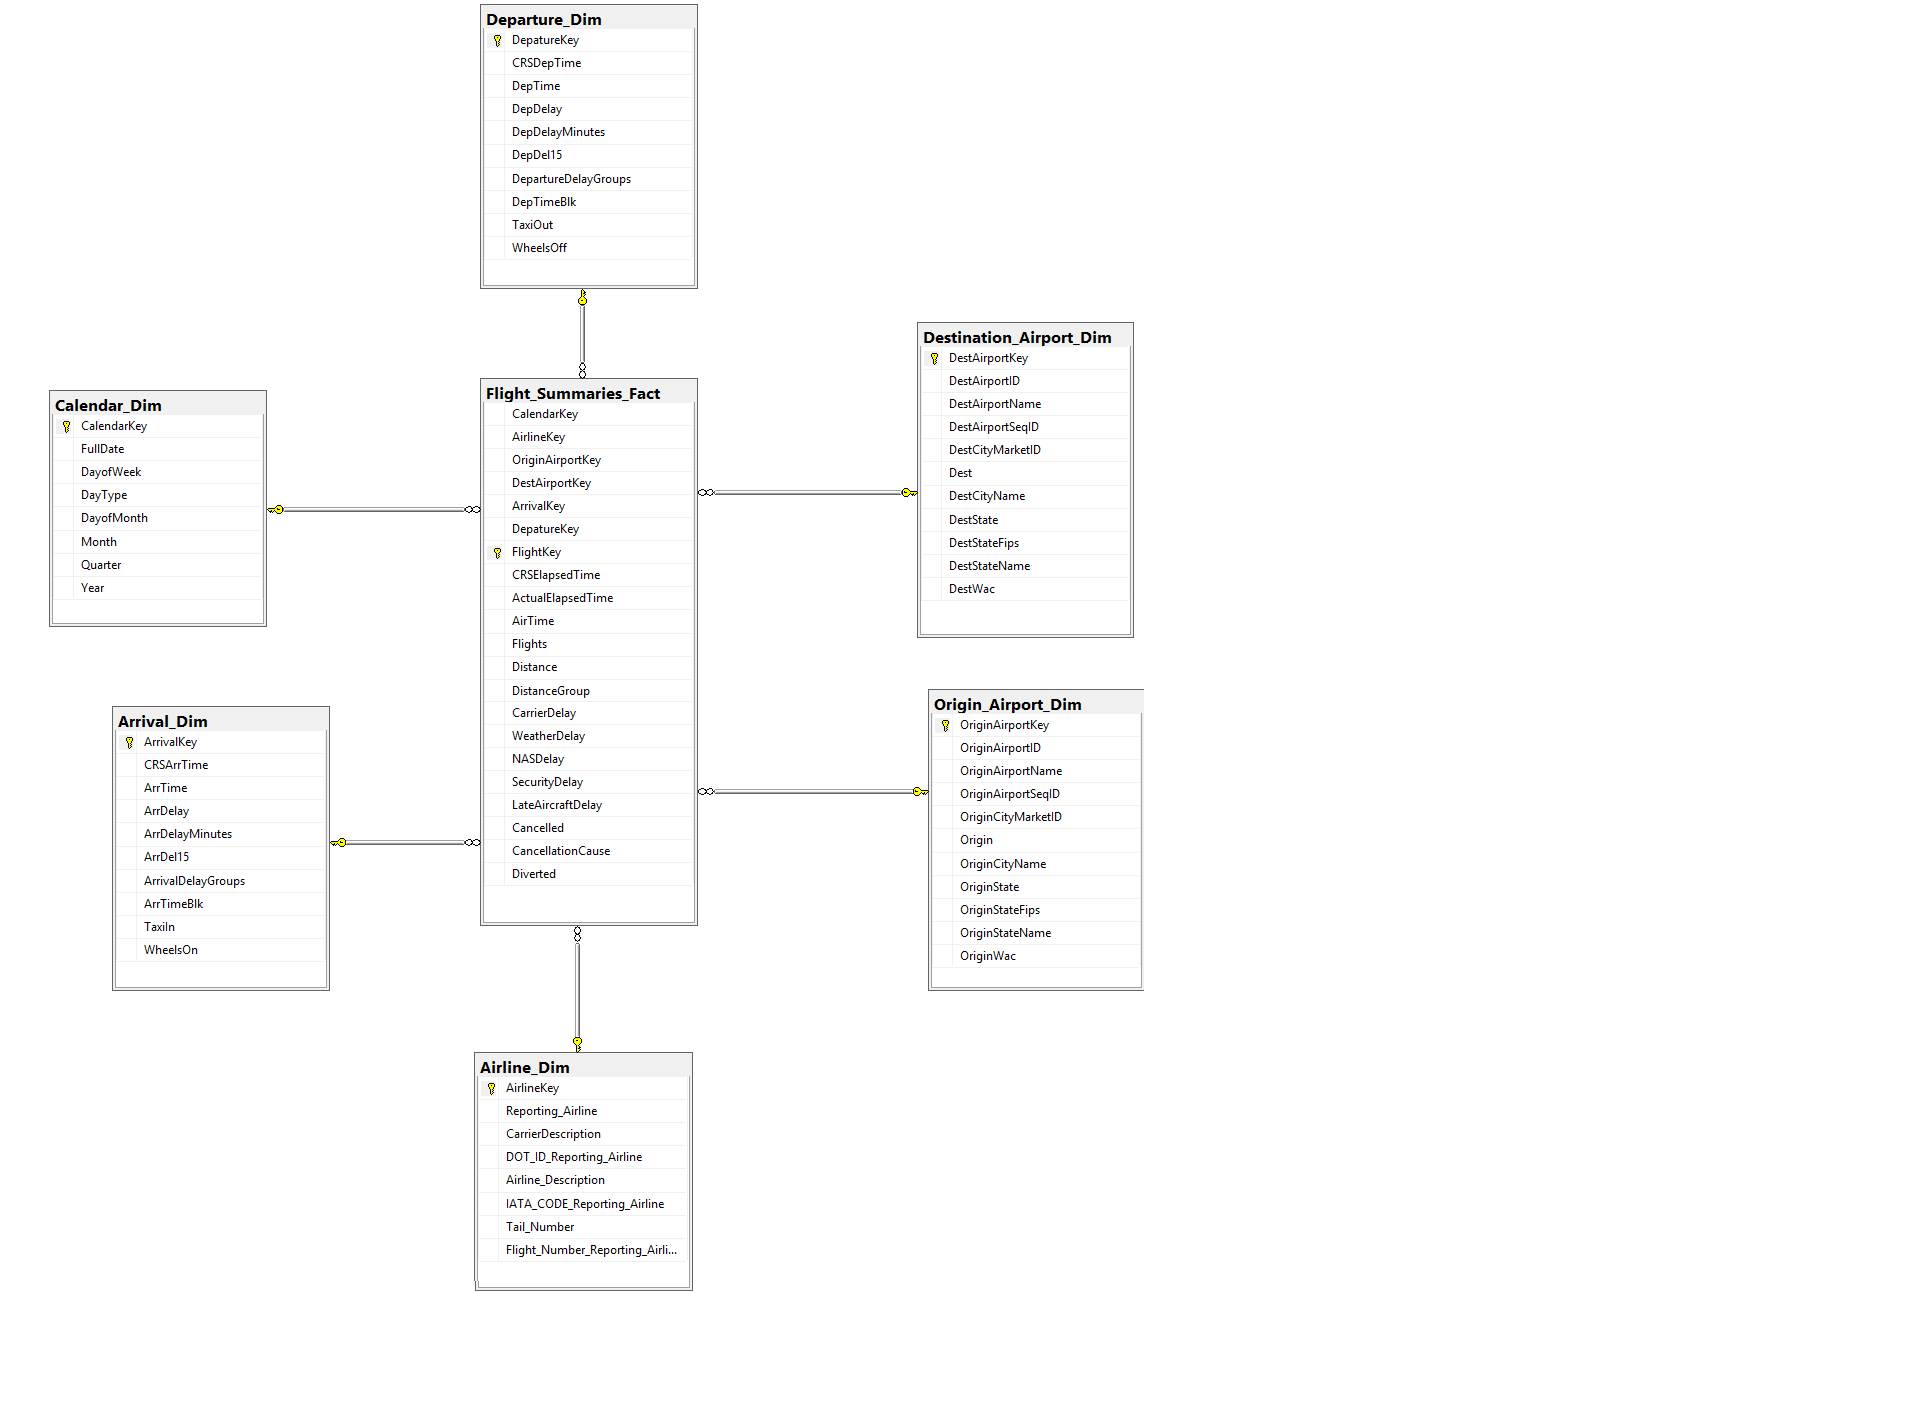 Departure_Dim
DepatureKey
CRSDepTime
DepTime
DepDelay
DepDelayMinutes
DepDel15
DepartureDelayGroups
DepTimeBlk
TaxiOut
WheelsOff
Destination_Airport_Dim
DestAirportKey
DestAirportID
DestAirportName
DestAirportSeqID
DestCityMarketID
Dest
DestCityName
DestState
DestStateFips
DestStateName
DestWac
Flight_Summaries_Fact
CalendarKey
AirlineKey
OriginAirportKey
DestAirportKey
ArrivalKey
DepatureKey
FlightKey
CRSElapsedTime
ActualElapsedTime
AirTime
Flights
Distance
DistanceGroup
CarrierDelay
WeatherDelay
NASDelay
SecurityDelay
LateAircraftDelay
Cancelled
CancellationCause
Diverted
Calendar_Dim
CalendarKey
FullDate
DayofWeek
DayType
DayofMonth
Month
Quarter
Year
Origin_Airport_Dim
OriginAirportKey
OriginAirportID
OriginAirportName
OriginAirportSeqID
OriginCityMarketID
Origin
OriginCityName
OriginState
OriginStateFips
OriginStateName
OriginWac
Arrival_Dim
ArrivalKey
CRSArrTime
ArrTime
ArrDelay
ArrDelayMinutes
ArrDel15
ArrivalDelayGroups
ArrTimeBlk
TaxiIn
WheelsOn
Airline_Dim
AirlineKey
Reporting_Airline
CarrierDescription
DOT_ID_Reporting_Airline
Airline_Description
IATA_CODE_Reporting_Airline
Tail_Number
Flight_Number_Reporting_Airli...